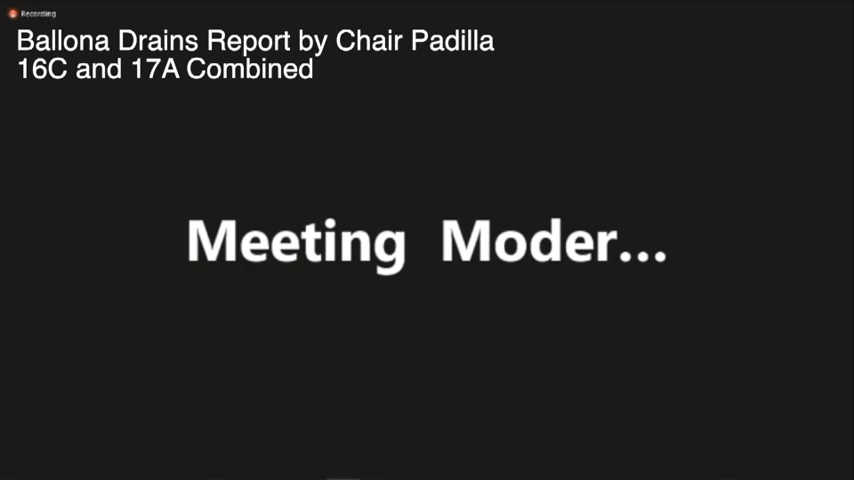 Recording
Ballona Drains Report by Chair Padilla
16C and 17A Combined
Meeting Moder...